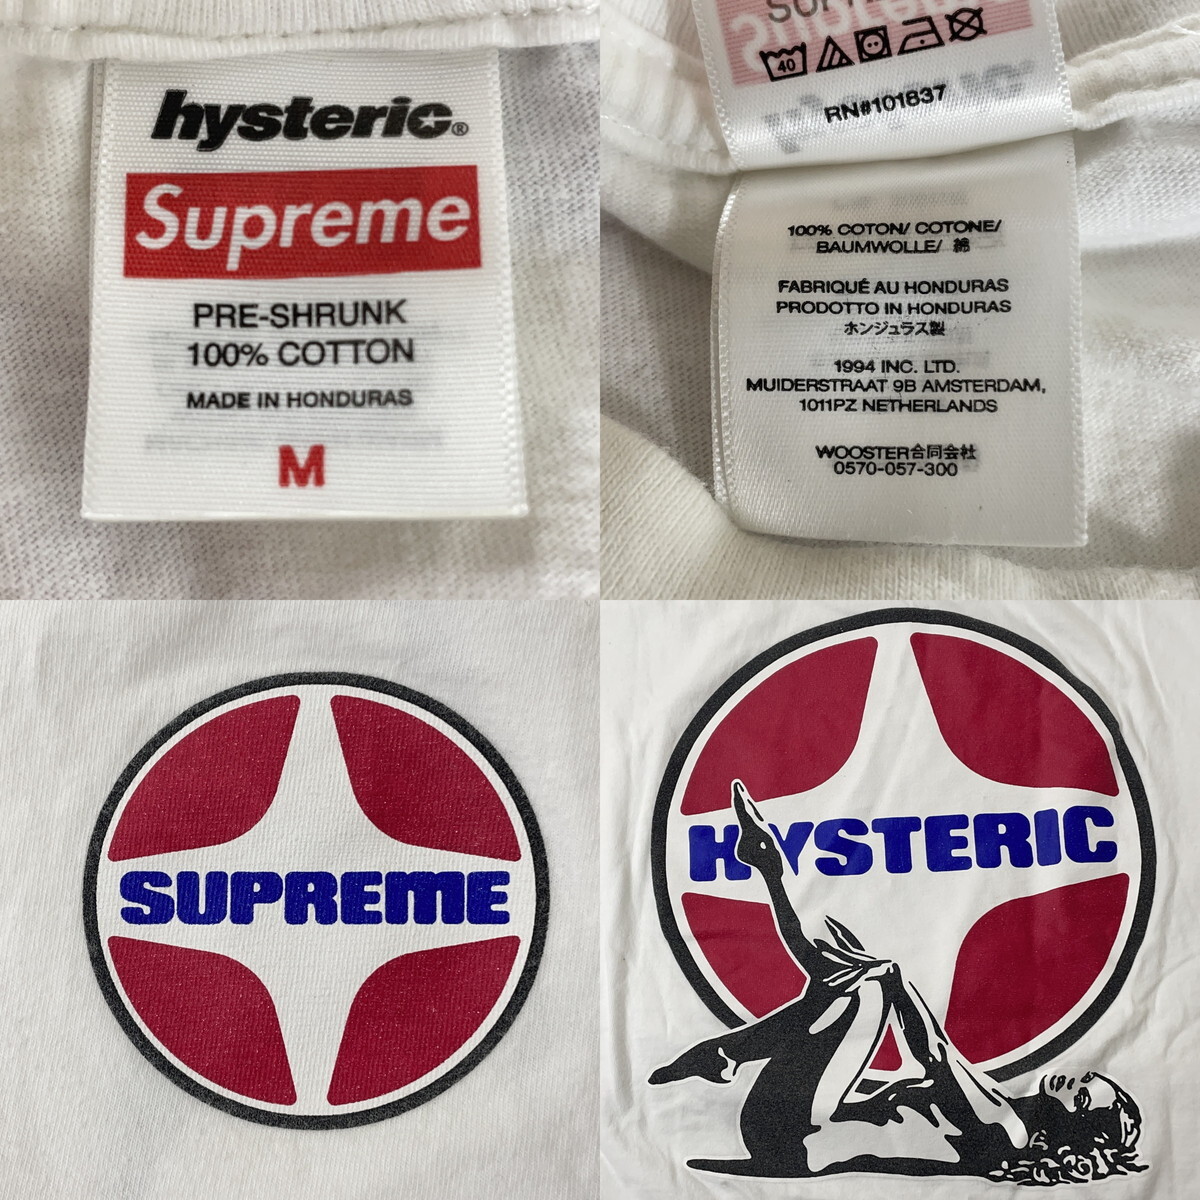 hysteric®
Supreme
PRE-SHRUNK
100% COTTON
MADE IN HONDURAS
M
Supreme
40
RN#101837
100% COTON/ COTONE/
BAUMWOLLE/ 綿
FABRIQUÉ AU HONDURAS
PRODOTTO IN HONDURAS
ホンジュラス製
1994 INC. LTD.
MUIDERSTRAAT 9B AMSTERDAM,
1011PZ NETHERLANDS
WOOSTER合同会社
0570-057-300
SUPREME
HYSTERIC